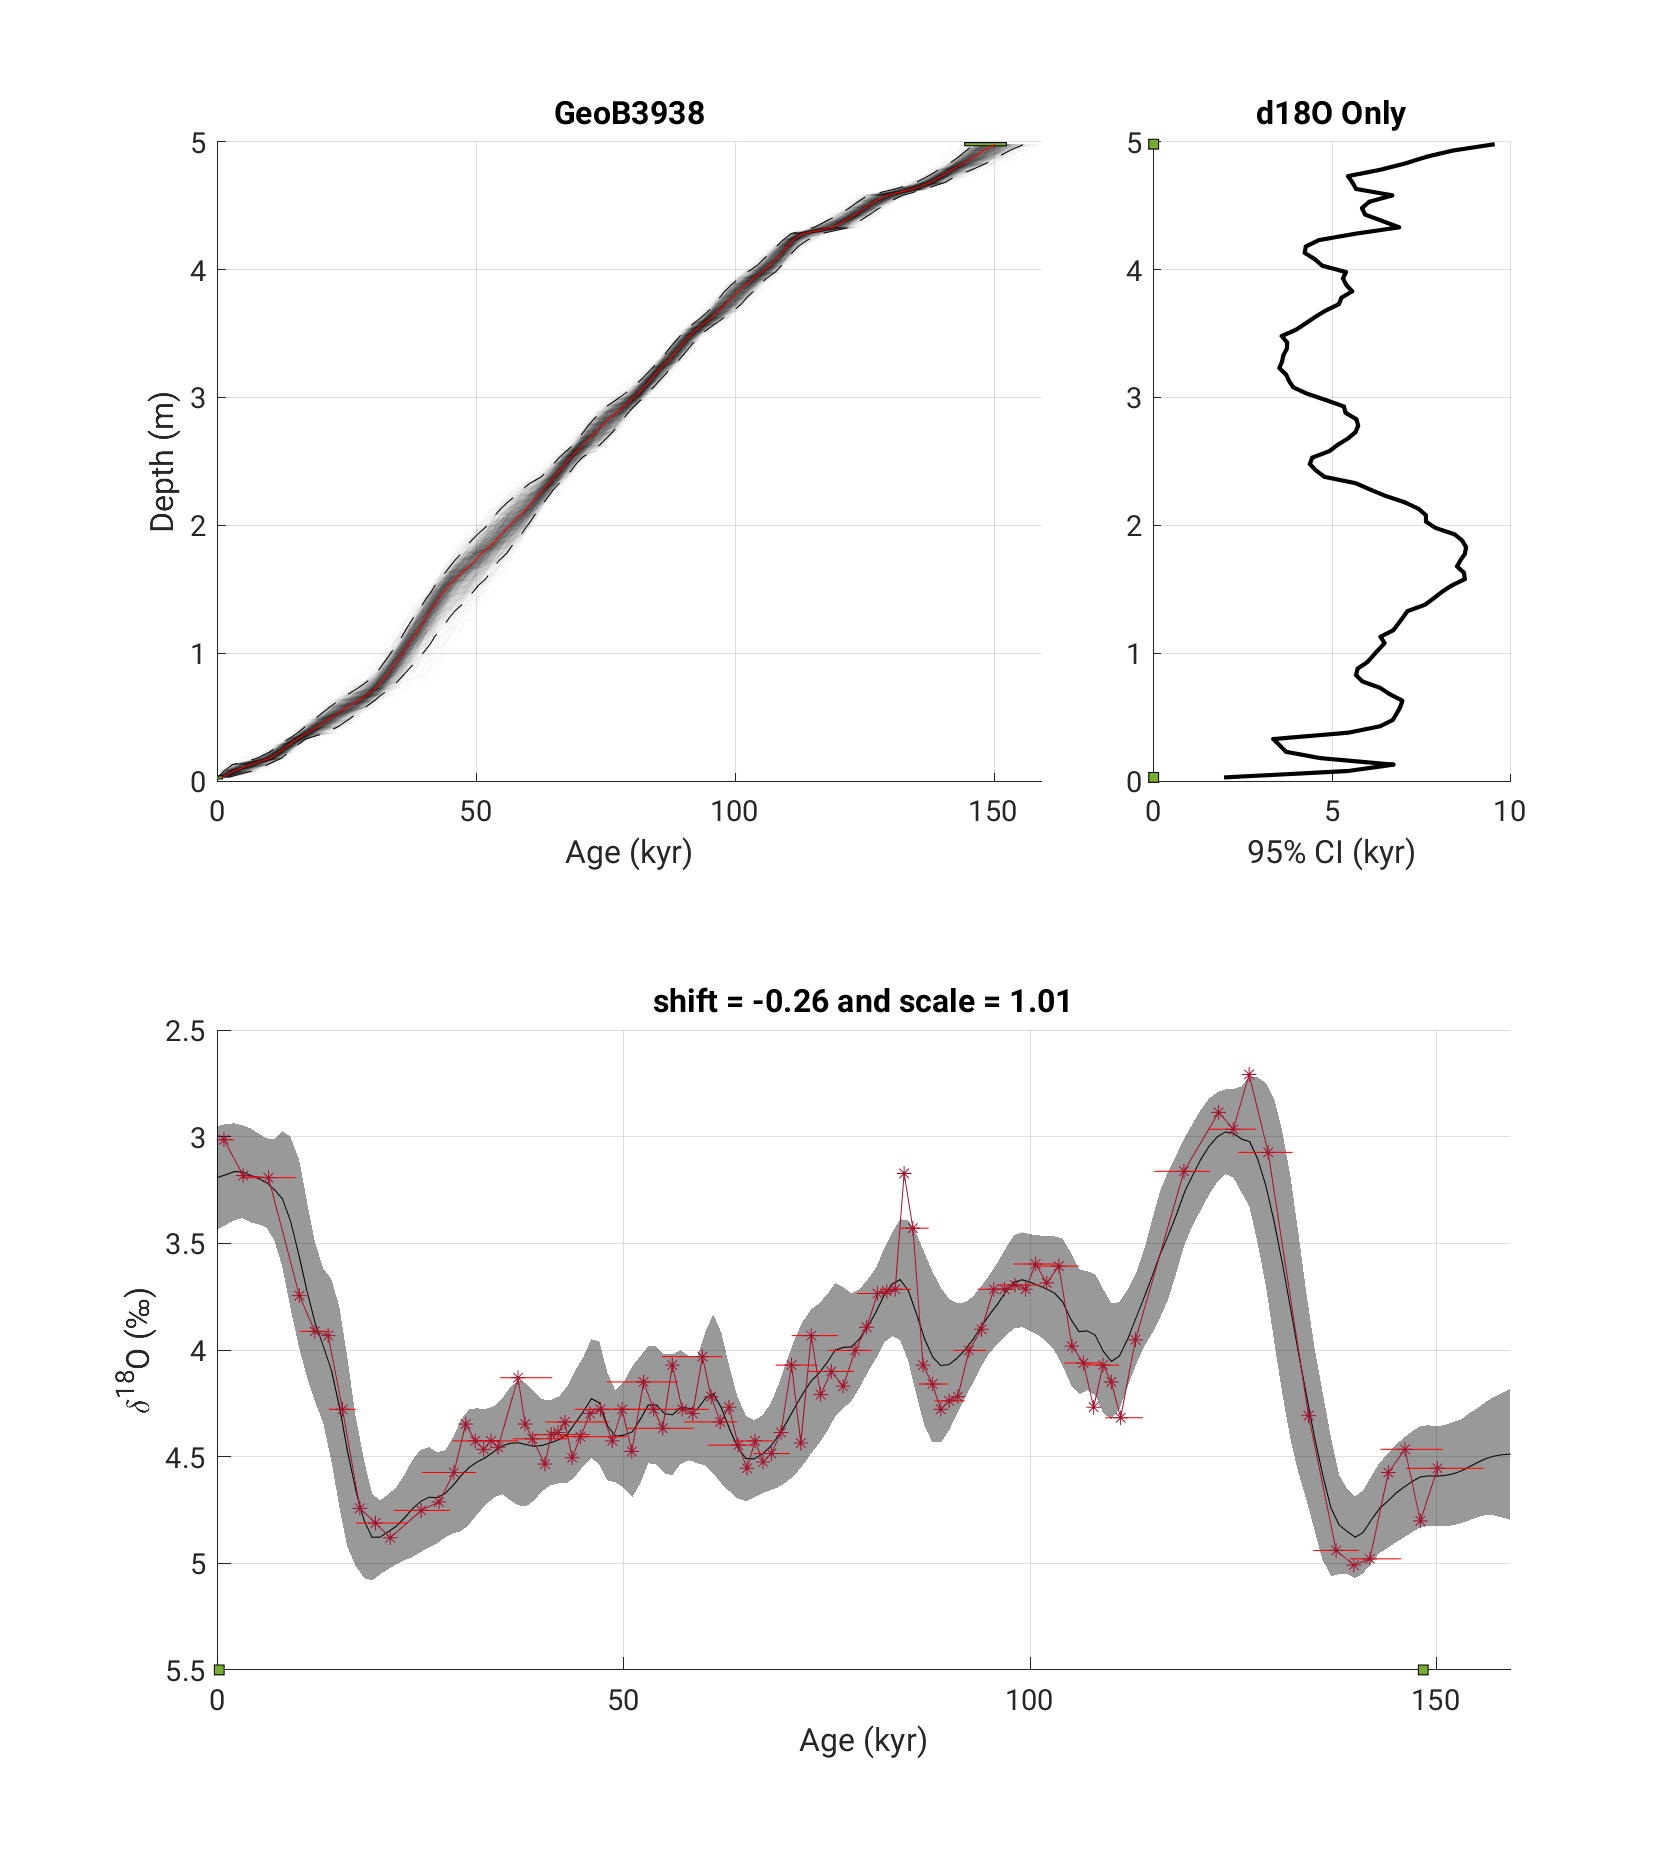 GeoB3938
5
4
3
2
1
0
Depth (m)
0 50 100 150
Age (kyr)
d18O Only
5
4
3
2
1
0
0 5 10
95% CI (kyr)
shift = -0.26 and scale = 1.01
2.5
3
3.5
4
4.5
5
5.5
δ18O (‰)
0 50 100 150
Age (kyr)